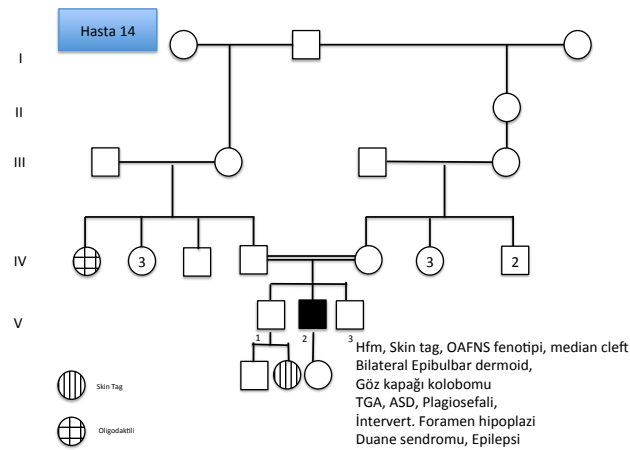 Hasta 14
I
II
III
IV
3
3
2
V
1
2
3
Hfm, Skin tag, OAFNS fenotipi, median cleft
Bilateral Epibulbar dermoid,
Göz kapağı kolobomu
TGA, ASD, Plagiosefali,
İntervert. Foramen hipoplazi
Duane sendromu, Epilepsi
Skin Tag
Oligodaktili